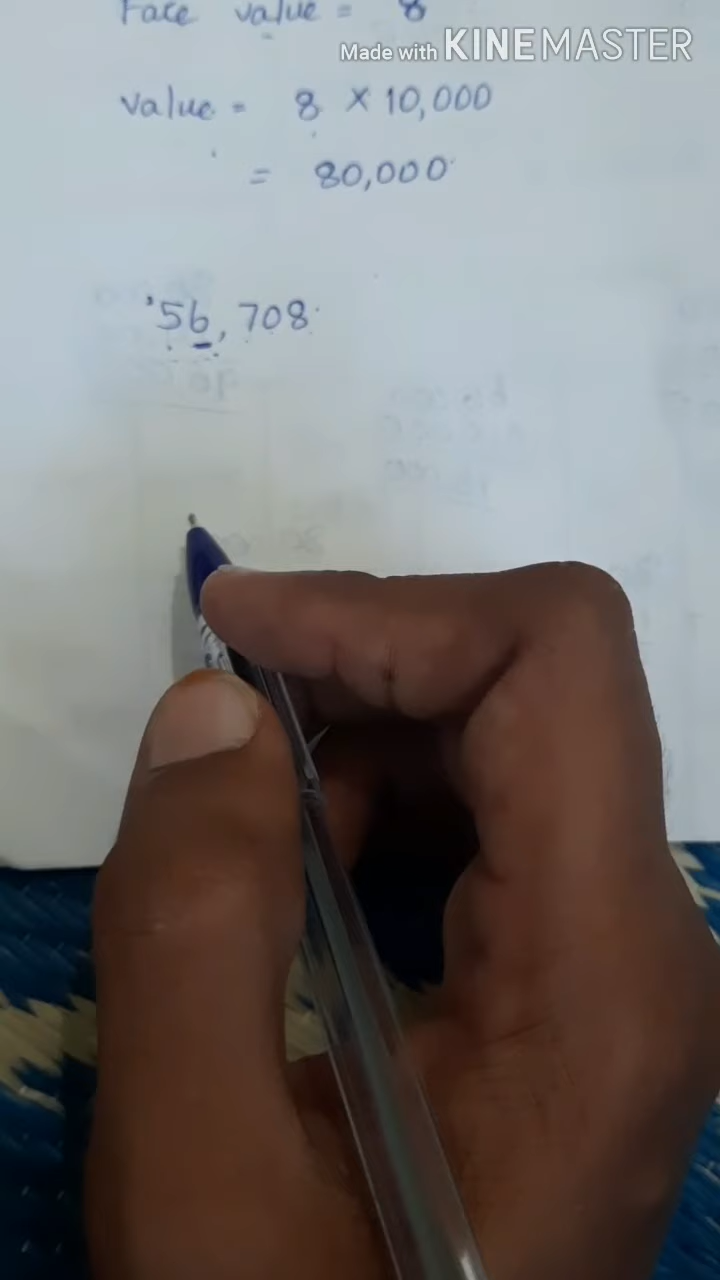 Face value = 8
Made with KINEMASTER
value = 8 × 10,000
= 80,000
56,708